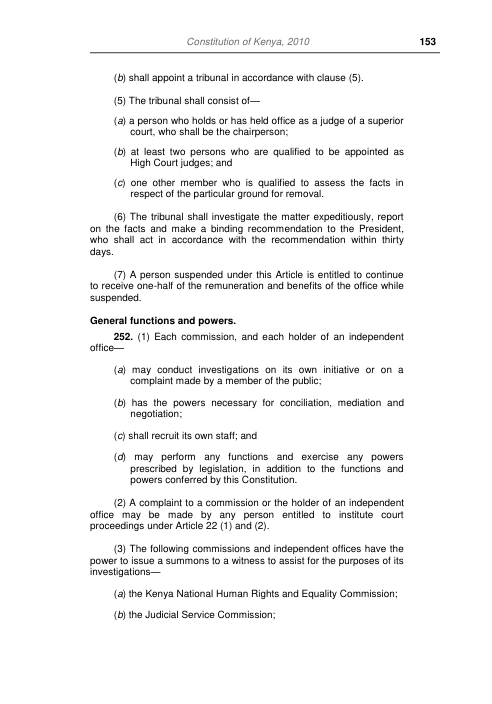 Constitution of Kenya, 2010 153
(b) shall appoint a tribunal in accordance with clause (5).
(5) The tribunal shall consist of—
(a) a person who holds or has held office as a judge of a superior
court, who shall be the chairperson;
(b) at least two persons who are qualified to be appointed as
High Court judges; and
(c) one other member who is qualified to assess the facts in
respect of the particular ground for removal.
(6) The tribunal shall investigate the matter expeditiously, report
on the facts and make a binding recommendation to the President,
who shall act in accordance with the recommendation within thirty
days.
(7) A person suspended under this Article is entitled to continue
to receive one-half of the remuneration and benefits of the office while
suspended.
General functions and powers.
252. (1) Each commission, and each holder of an independent
office—
(a) may conduct investigations on its own initiative or on a
complaint made by a member of the public;
(b) has the powers necessary for conciliation, mediation and
negotiation;
(c) shall recruit its own staff; and
(d) may perform any functions and exercise any powers
prescribed by legislation, in addition to the functions and
powers conferred by this Constitution.
(2) A complaint to a commission or the holder of an independent
office may be made by any person entitled to institute court
proceedings under Article 22 (1) and (2).
(3) The following commissions and independent offices have the
power to issue a summons to a witness to assist for the purposes of its
investigations—
(a) the Kenya National Human Rights and Equality Commission;
(b) the Judicial Service Commission;